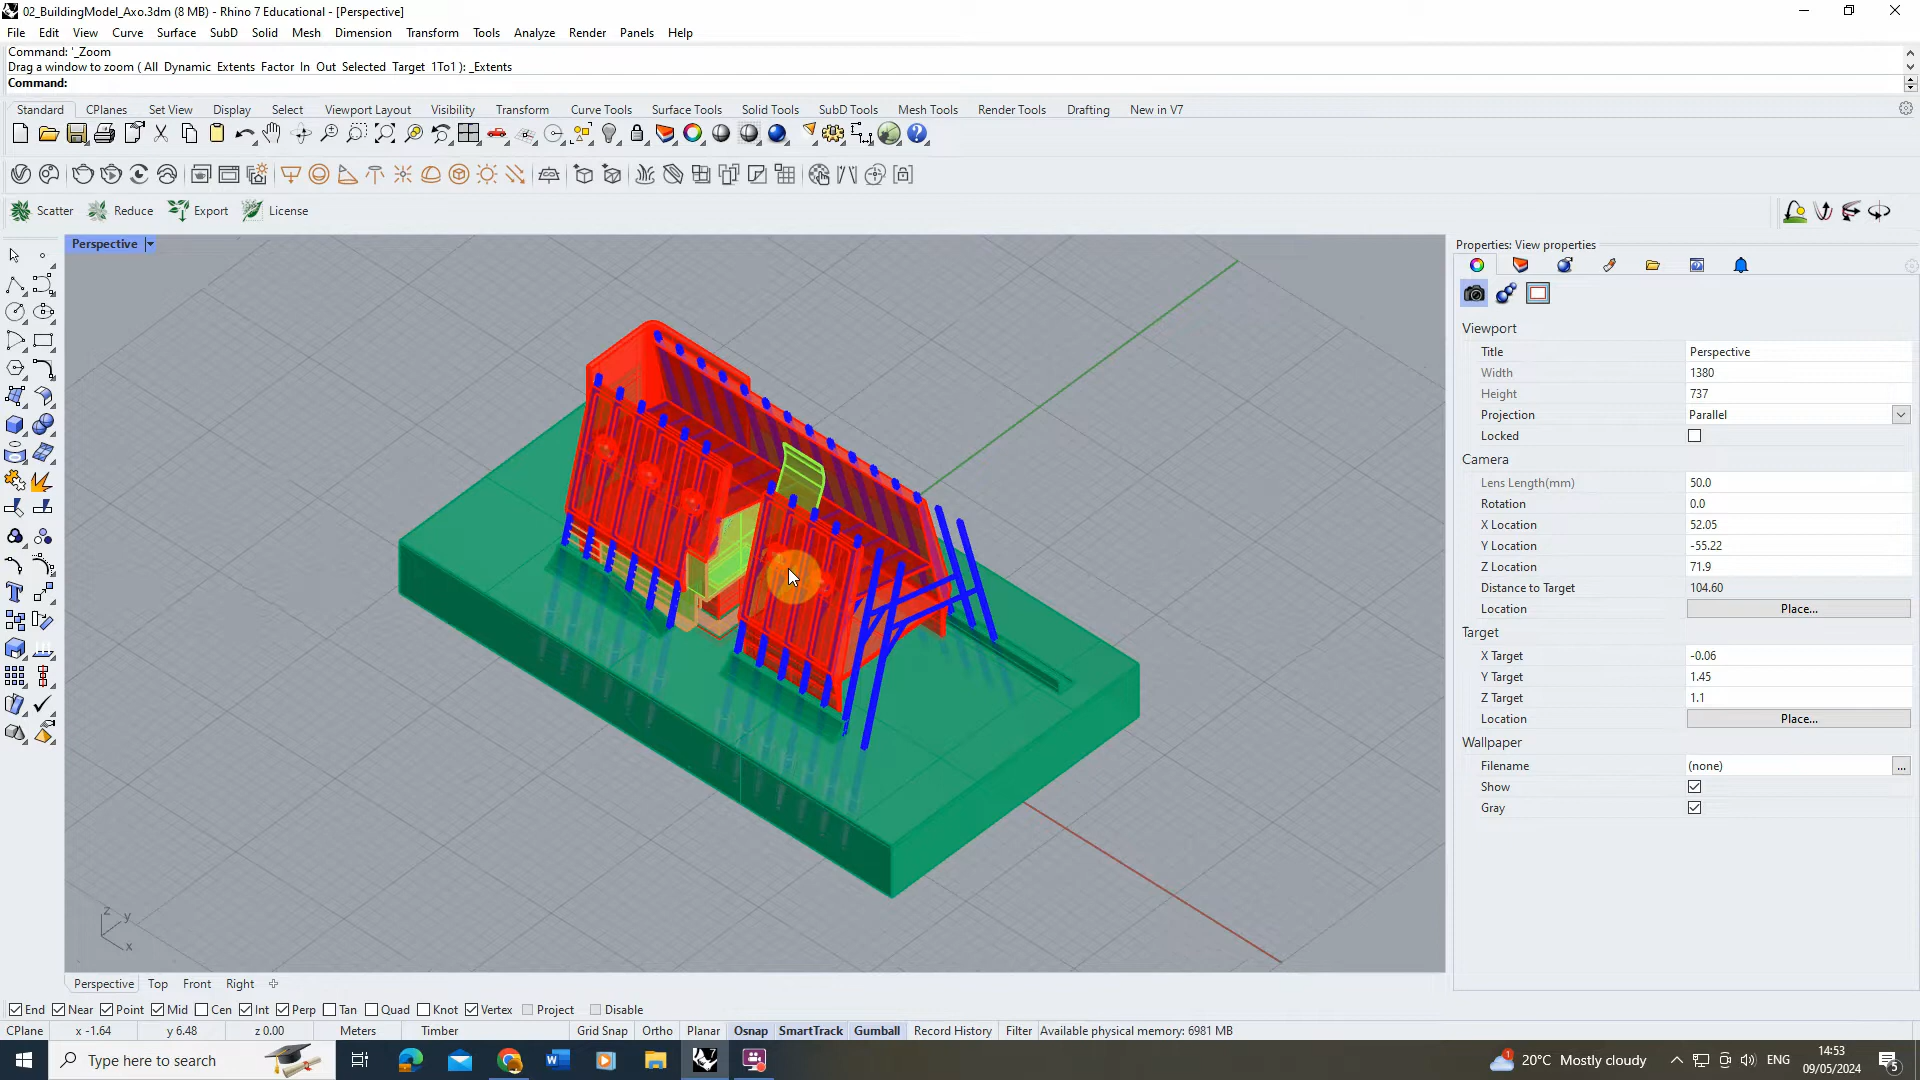 02_BuildingModel_Axo.3dm (8 MB) - Rhino 7 Educational - [Perspective]
File Edit View Curve Surface SubD Solid Mesh Dimension Transform Tools Analyze Render Panels Help
Command: '_Zoom
Drag a window to zoom ( All Dynamic Extents Factor In Out Selected Target 1To1 ): _Extents
Command:
Standard CPlanes Set View Display Select Viewport Layout Visibility Transform Curve Tools Surface Tools Solid Tools SubD Tools Mesh Tools Render Tools Drafting New in V7
Scatter Reduce Export License
Perspective
Properties: View properties
Viewport
Title Perspective
Width 1380
Height 737
Projection Parallel
Locked
Camera
Lens Length(mm) 50.0
Rotation 0.0
X Location 52.05
Y Location -55.22
Z Location 71.9
Distance to Target 104.60
Location Place...
Target
X Target -0.06
Y Target 1.45
Z Target 1.1
Location Place...
Wallpaper
Filename (none) ...
Show
Gray
z y
x
Perspective Top Front Right
End Near Point Mid Cen Int Perp Tan Quad Knot Vertex Project Disable
CPlane x -1.64 y 6.48 z 0.00 Meters Timber Grid Snap Ortho Planar Osnap SmartTrack Gumball Record History Filter Available physical memory: 6981 MB
Type here to search
1 20°C Mostly cloudy ENG 14:53
09/05/2024
5